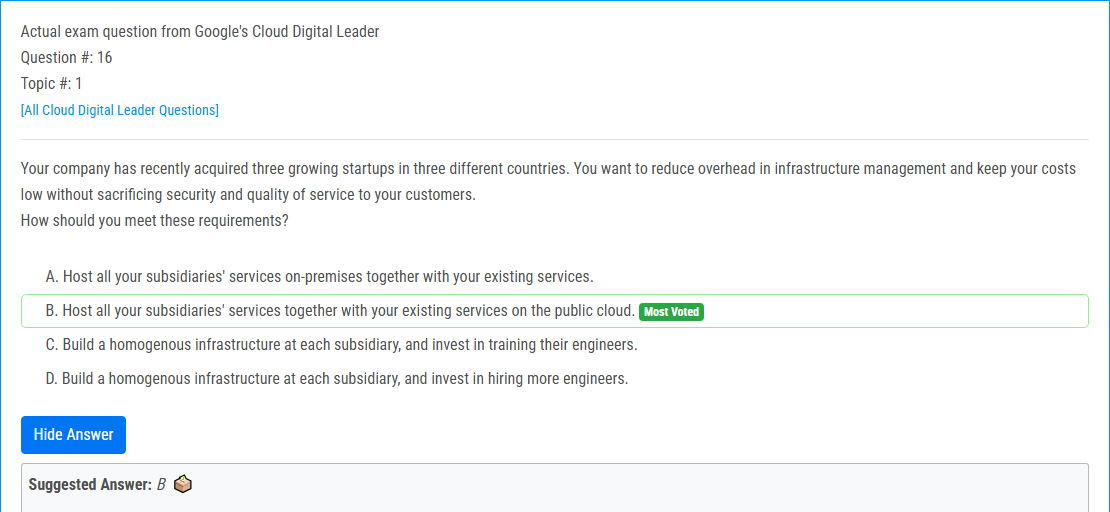 Actual exam question from Google's Cloud Digital Leader
Question #: 16
Topic #: 1
[All Cloud Digital Leader Questions]
Your company has recently acquired three growing startups in three different countries. You want to reduce overhead in infrastructure management and keep your costs
low without sacrificing security and quality of service to your customers.
How should you meet these requirements?
A. Host all your subsidiaries' services on-premises together with your existing services.
B. Host all your subsidiaries' services together with your existing services on the public cloud. Most Voted
C. Build a homogenous infrastructure at each subsidiary, and invest in training their engineers.
D. Build a homogenous infrastructure at each subsidiary, and invest in hiring more engineers.
Hide Answer
Suggested Answer: B